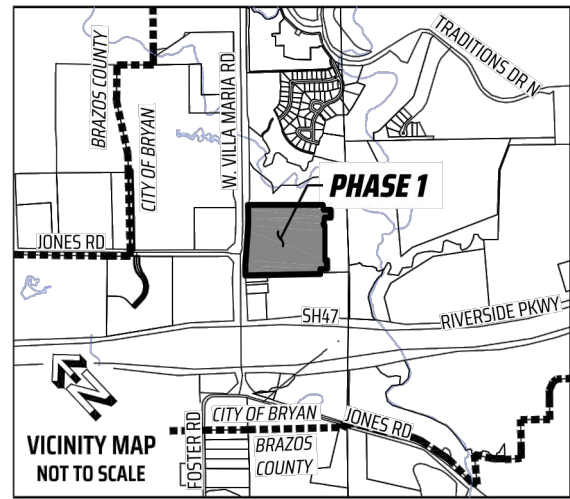 TRADITIONS DR N
BRAZOS COUNTY
CITY OF BRYAN
W. VILLA MARIA RD
PHASE 1
JONES RD
SH47
RIVERSIDE PKWY
N
VICINITY MAP
NOT TO SCALE
FOSTER RD
CITY OF BRYAN
BRAZOS
COUNTY
JONES RD